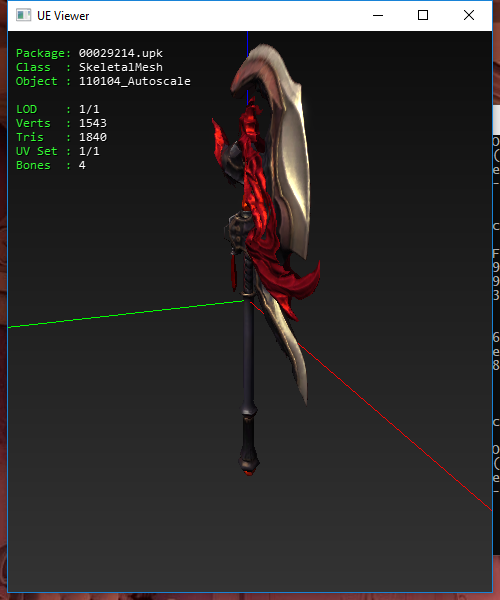 UE Viewer
Package: 00029214.upk
Class  : SkeletalMesh
Object : 110104_Autoscale
LOD    : 1/1
Verts  : 1543
Tris   : 1840
UV Set : 1/1
Bones  : 4